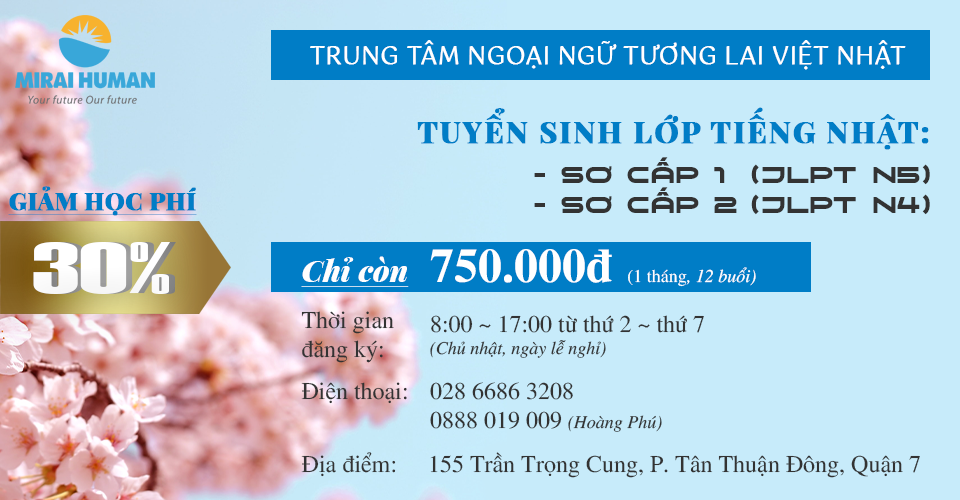 MIRAI HUMAN
Your future Our future
TRUNG TÂM NGOẠI NGỮ TƯƠNG LAI VIỆT NHẬT
TUYỂN SINH LỚP TIẾNG NHẬT:
- SƠ CẤP 1 (JLPT N5)
- SƠ CẤP 2 (JLPT N4)
GIẢM HỌC PHÍ
30%
Chỉ còn 750.000đ (1 tháng, 12 buổi)
Thời gian đăng ký:
8:00 ~ 17:00 từ thứ 2 ~ thứ 7
(Chủ nhật, ngày lễ nghỉ)
Điện thoại: 028 6686 3208
0888 019 009 (Hoàng Phú)
Địa điểm: 155 Trần Trọng Cung, P. Tân Thuận Đông, Quận 7